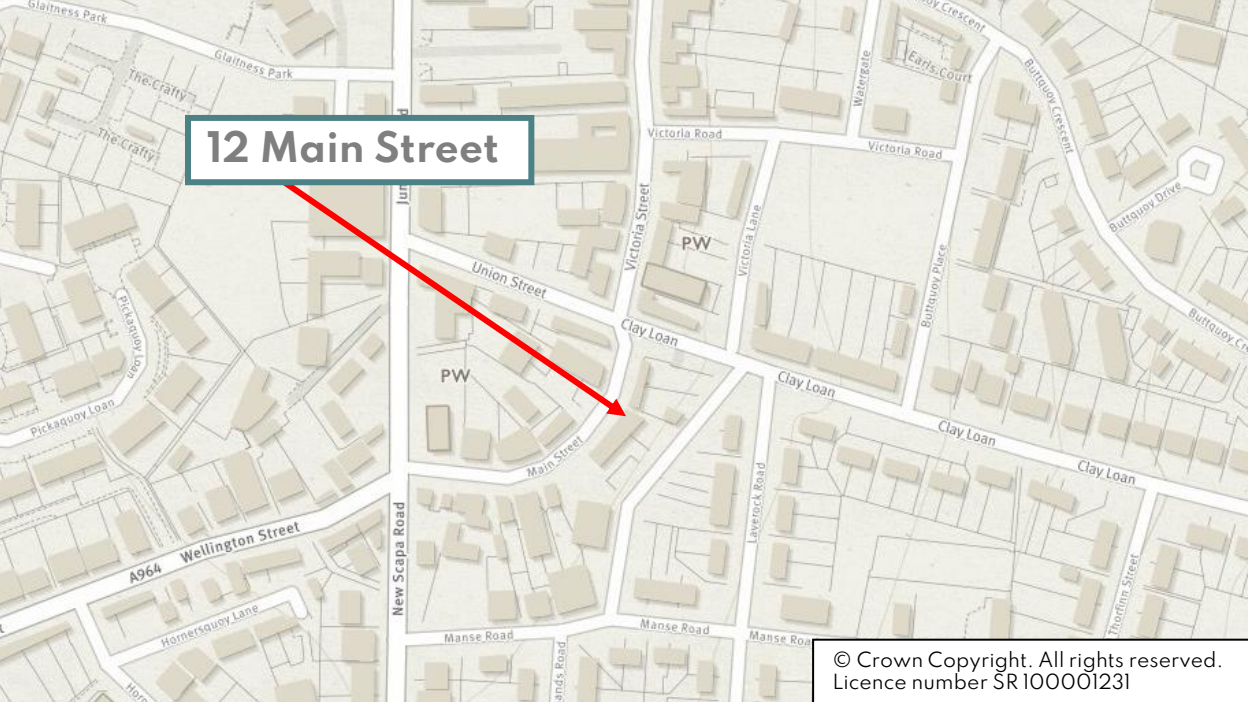 Glaitness Park
Buttquoy Crescent
Glaitness Park
Earls Court
The Crafty
Watergate
Buttquoy Crescent
12 Main Street
Victoria Road
Victoria Road
The Crafty
Victoria Street
PW
Victoria Lane
Buttquoy Drive
Union Street
Buttquoy Place
Pickaquoy Loan
Clay Loan
PW
Clay Loan
Pickaquoy Loan
Main Street
Clay Loan
Clay Loan
Laverock Road
Wellington Street
A964
New Scapa Road
Hornersquoy Lane
Thorfinn Street
Manse Road
Manse Road
Manse Roa
ands Road
© Crown Copyright. All rights reserved.
Licence number SR 100001231